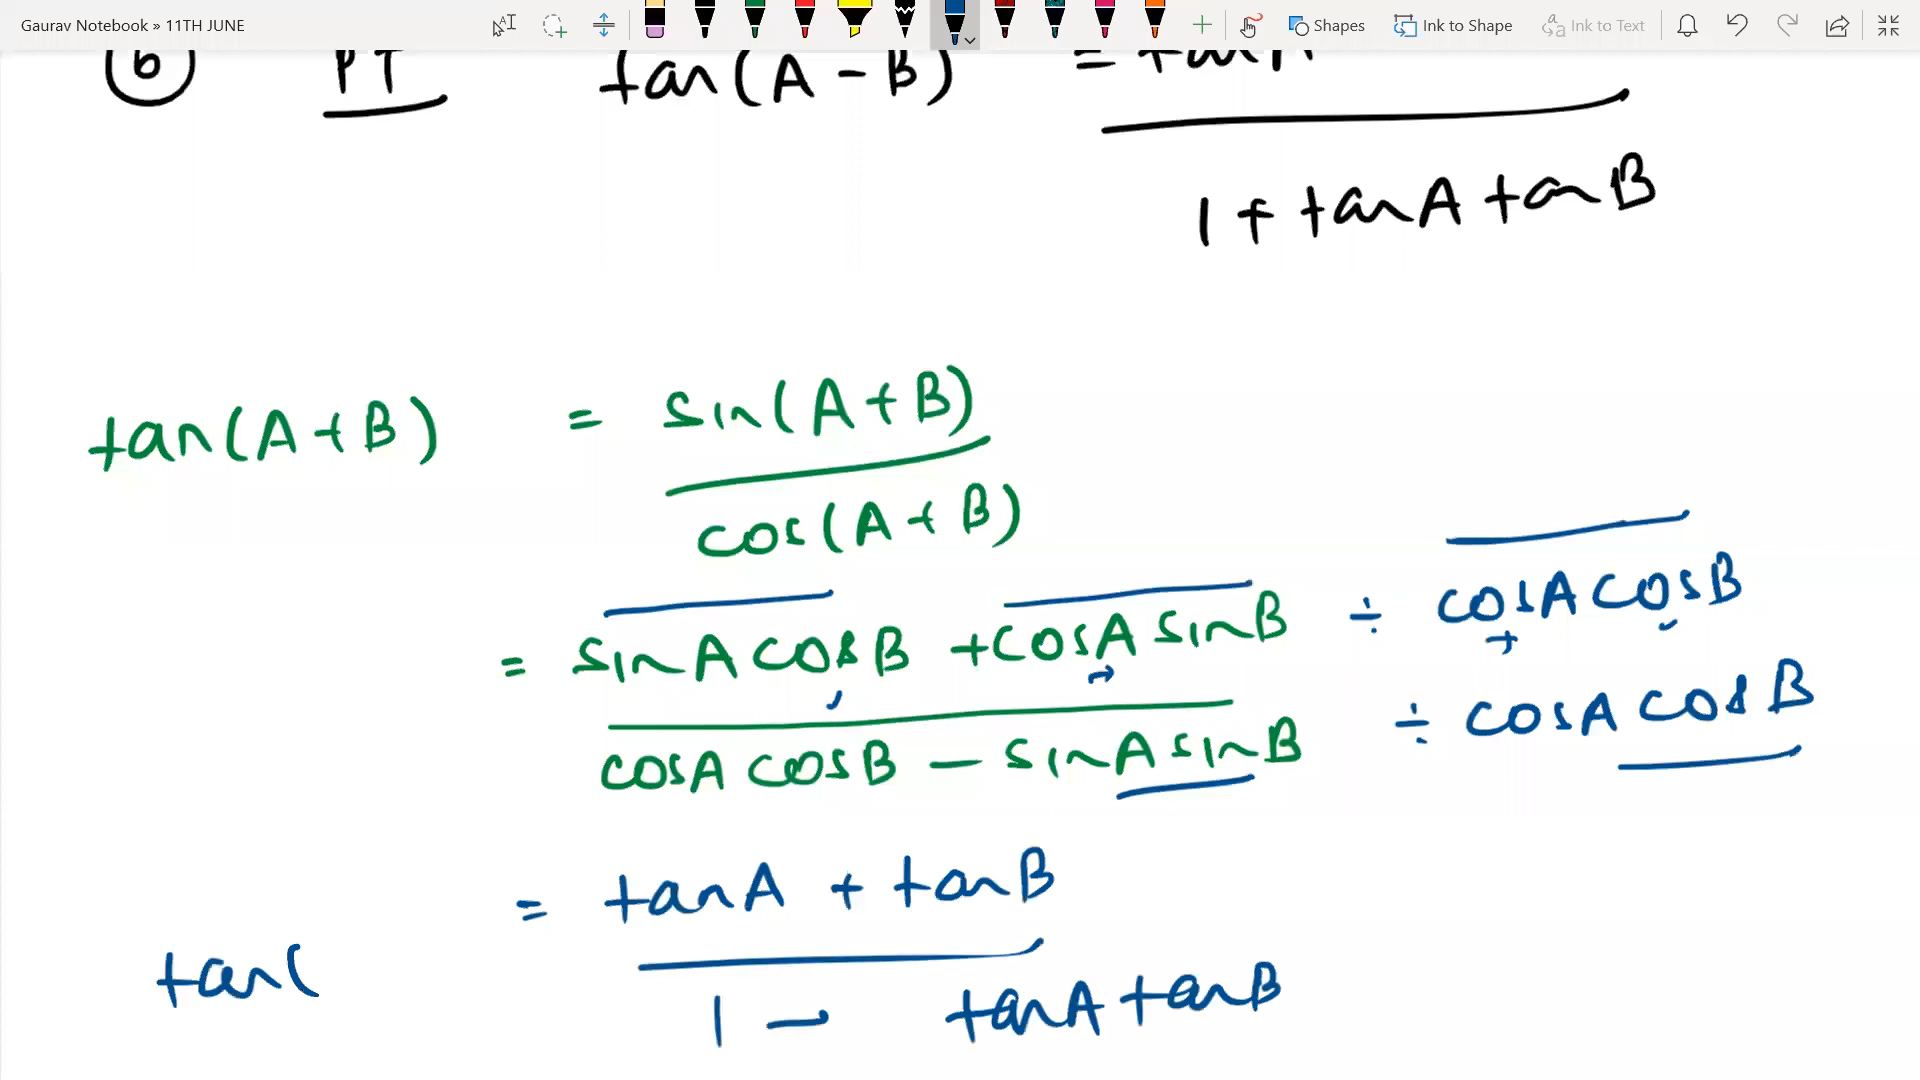 Gaurav Notebook » 11TH JUNE
Shapes
Ink to Shape
Ink to Text
6 PT tan(A - B) = tanA
1 + tanA tanB
tan(A + B) = sin(A + B)
cos(A + B)
= sinA cosB + cosA sinB ÷ cosA cosB
cosA cosB - sinA sinB ÷ cosA cosB
= tanA + tanB
tan( 1 - tanA tanB